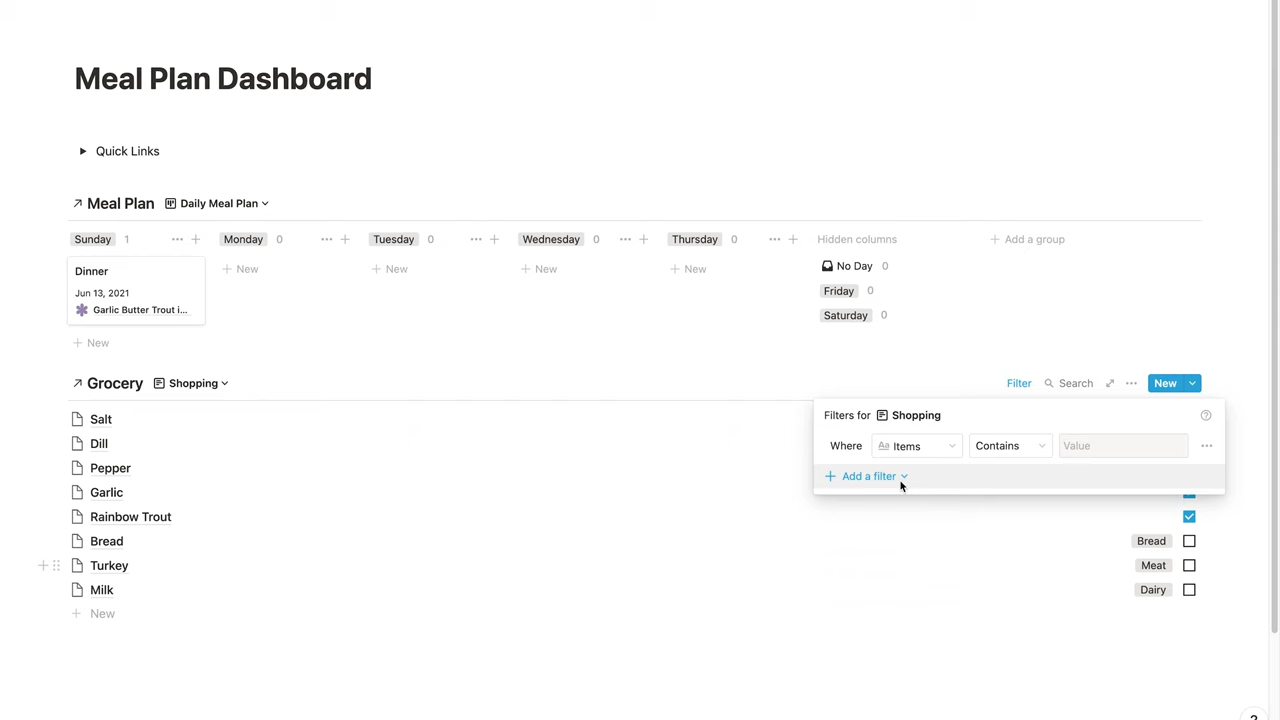 Meal Plan Dashboard
Quick Links
Meal Plan Daily Meal Plan
Sunday 1 Monday 0 Tuesday 0 Wednesday 0 Thursday 0 Hidden columns + Add a group
Dinner
Jun 13, 2021
Garlic Butter Trout i...
+ New + New + New + New
No Day 0
Friday 0
Saturday 0
+ New
Grocery Shopping Filter Search ... New
Filters for Shopping
Where Aa Items Contains Value ...
+ Add a filter
Salt
Dill
Pepper
Garlic
Rainbow Trout
Bread Bread
Turkey Meat
Milk Dairy
+ New
?